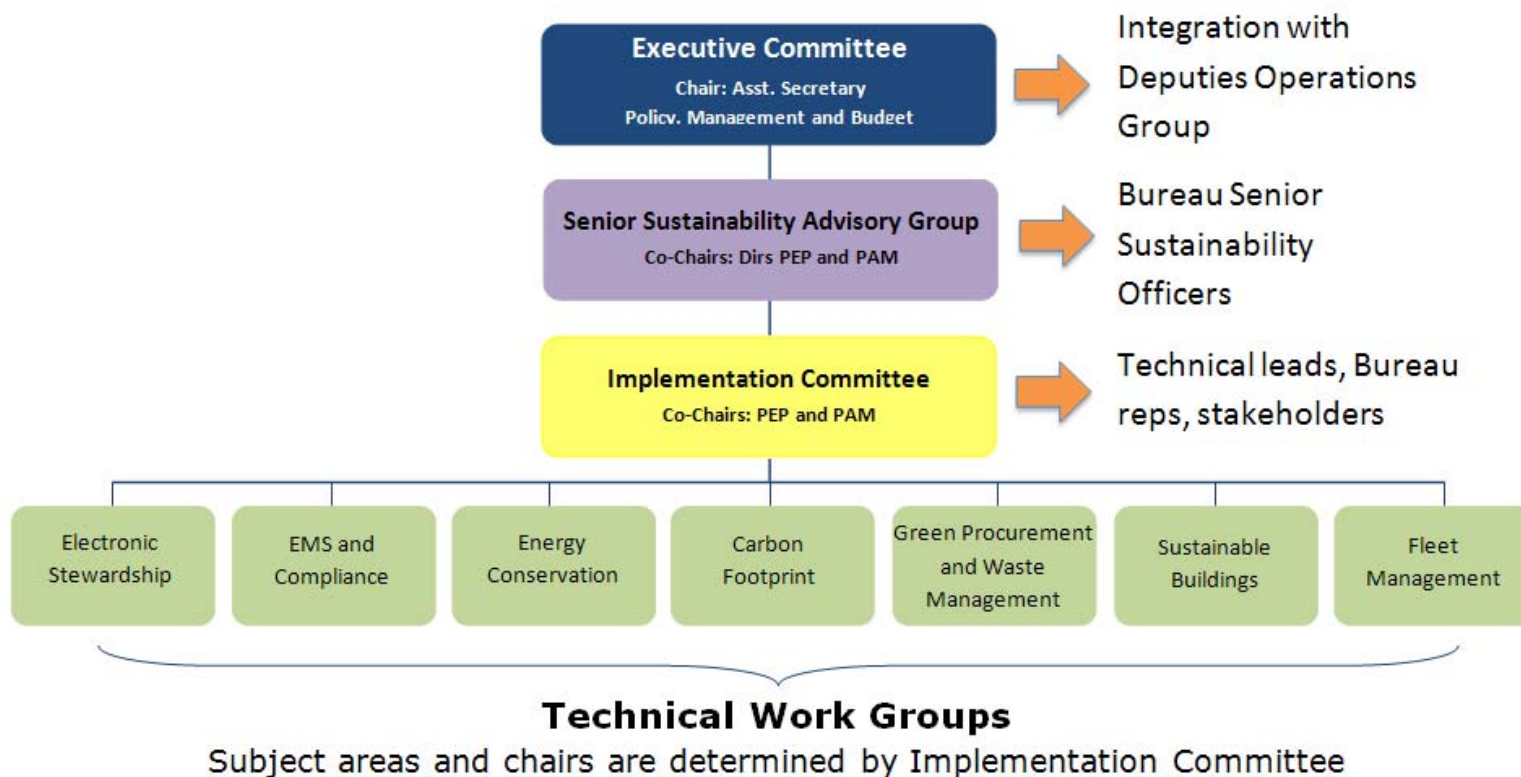 Executive Committee
Chair: Asst. Secretary
Policy, Management and Budget
Integration with
Deputies Operations
Group
Senior Sustainability Advisory Group
Co-Chairs: Dirs PEP and PAM
Bureau Senior
Sustainability
Officers
Implementation Committee
Co-Chairs: PEP and PAM
Technical leads, Bureau
reps, stakeholders
Electronic
Stewardship
EMS and
Compliance
Energy
Conservation
Carbon
Footprint
Green Procurement
and Waste
Management
Sustainable
Buildings
Fleet
Management
Technical Work Groups
Subject areas and chairs are determined by Implementation Committee